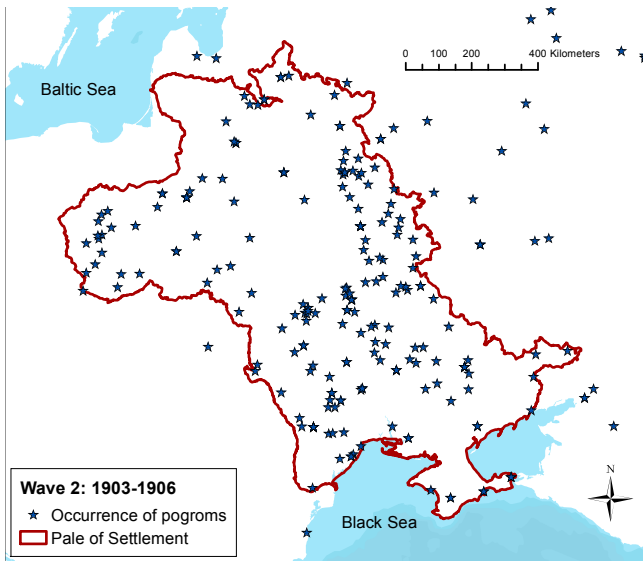 Baltic Sea
0 100 200 400 Kilometers
Wave 2: 1903-1906
Occurrence of pogroms
Pale of Settlement
Black Sea
N